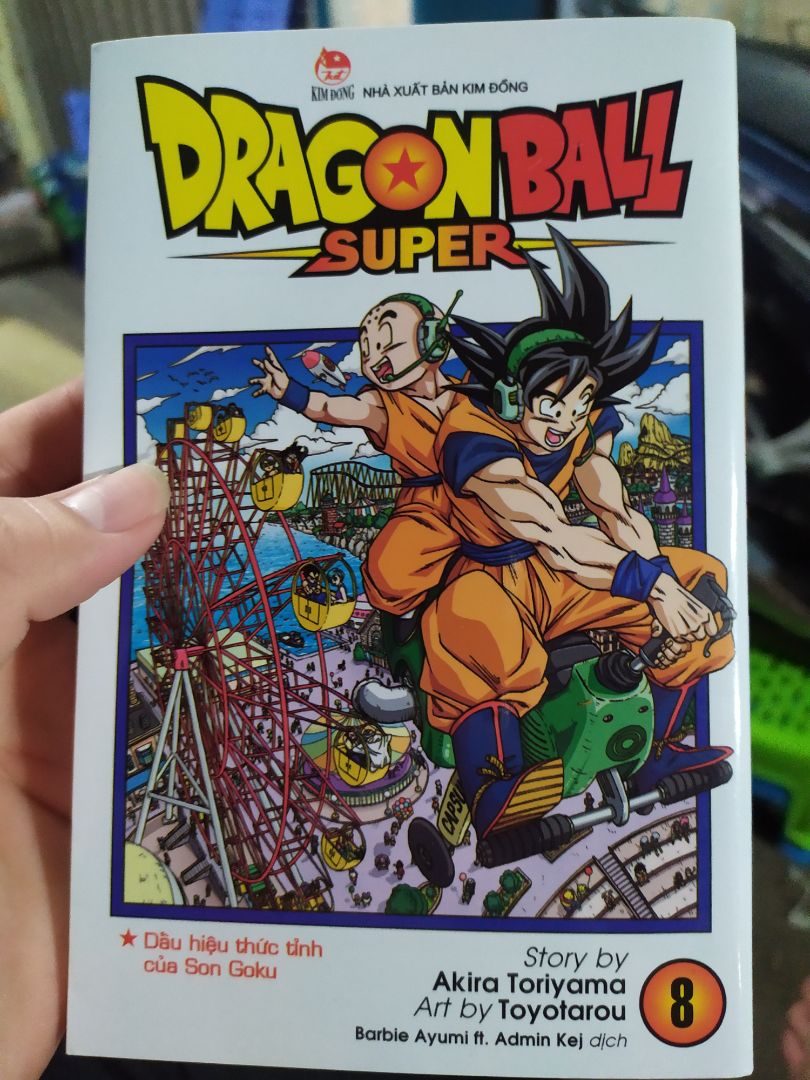 KIM ĐỒNG
NHÀ XUẤT BẢN KIM ĐỒNG
DRAGON BALL
SUPER
★ Dấu hiệu thức tỉnh
của Son Goku
Story by
Akira Toriyama
Art by Toyotarou
Barbie Ayumi ft. Admin Kej dịch
8